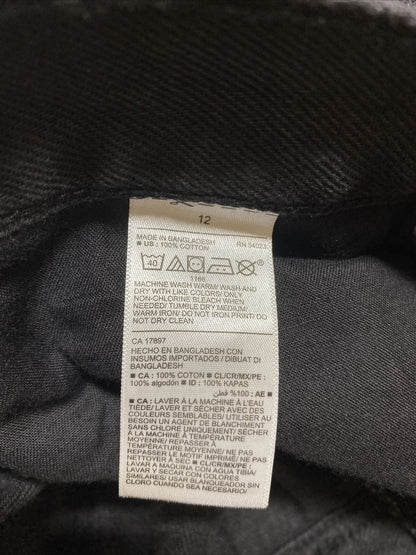 12
MADE IN BANGLADESH RN 54023
■ US : 100% COTTON
40
1166
MACHINE WASH WARM/ WASH AND
DRY WITH LIKE COLORS/ ONLY
NON-CHLORINE BLEACH WHEN
NEEDED/ TUMBLE DRY MEDIUM/
WARM IRON/ DO NOT IRON PRINT/ DO
NOT DRY CLEAN
CA 17897
HECHO EN BANGLADESH CON
INSUMOS IMPORTADOS / DIBUAT DI
BANGLADESH
■ CA : 100% COTON ■ CL/CR/MX/PE :
100% algodón ■ ID : 100% KAPAS
■ AE : 100% قطن
■ CA: LAVER À LA MACHINE À L'EAU
TIÈDE/ LAVER ET SÉCHER AVEC DES
COULEURS SEMBLABLES/ UTILISER AU
BESOIN UN AGENT DE BLANCHIMENT
SANS CHLORE UNIQUEMENT/ SÉCHER
À LA MACHINE À TEMPÉRATURE
MOYENNE/ REPASSER À TEMPÉRATURE
MOYENNE/ NE PAS REPASSER LE MOTIF IMPRIMÉ/ NE PAS
NETTOYER À SEC ■ CL/CR/MX/PE:
LAVAR A MAQUINA CON AGUA TIBIA/
LAVAR Y SECAR CON COLORES
SIMILARES/ USAR BLANQUEADOR SIN
CLORO CUANDO SEA NECESARIO/